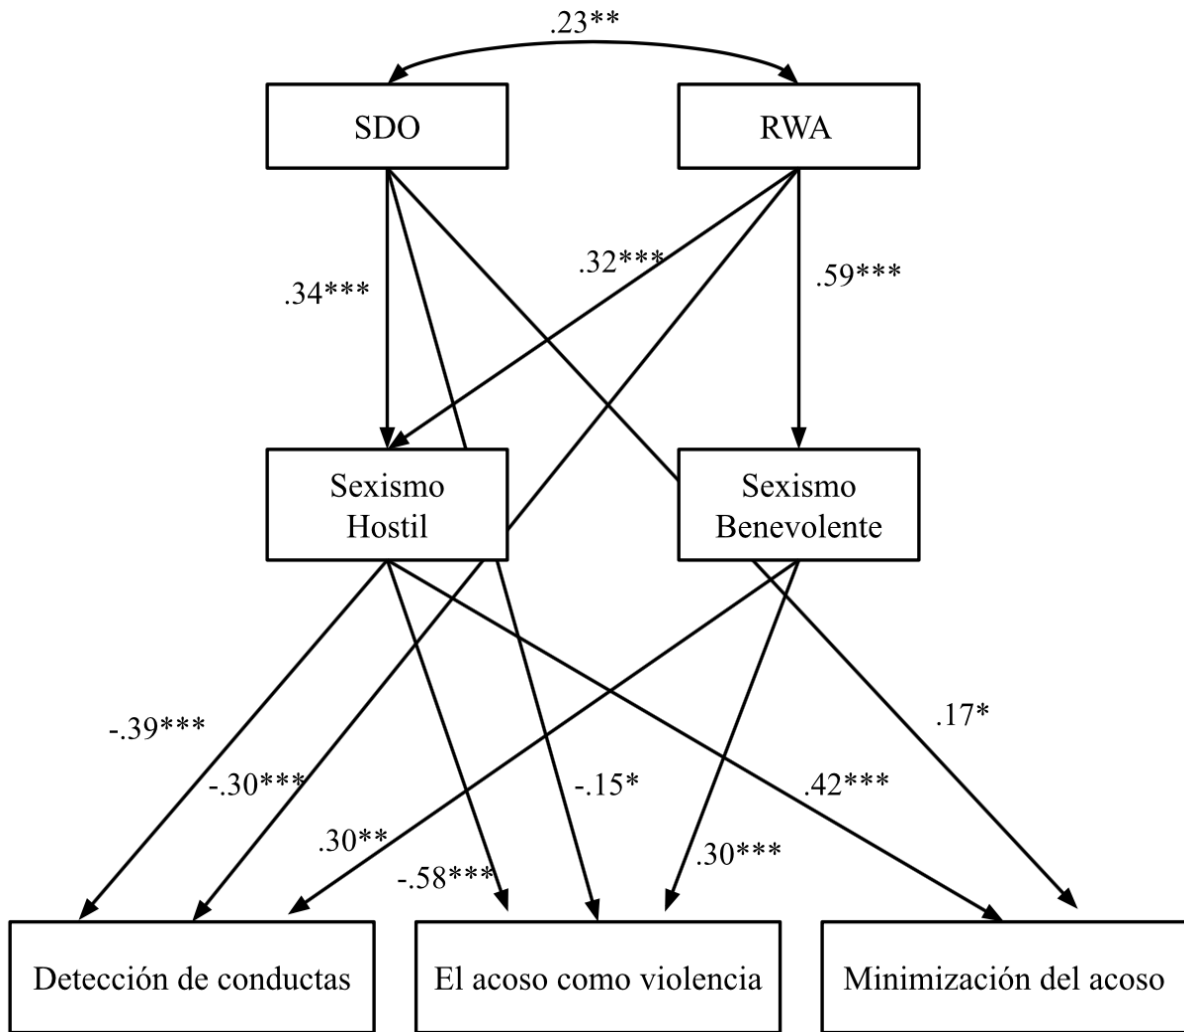 .23**
SDO
RWA
.32***
.59***
.34***
Sexismo
Hostil
Sexismo
Benevolente
-.39***
.17*
-.30***
-.15*
.42***
.30**
.30***
-.58***
Detección de conductas
El acoso como violencia
Minimización del acoso